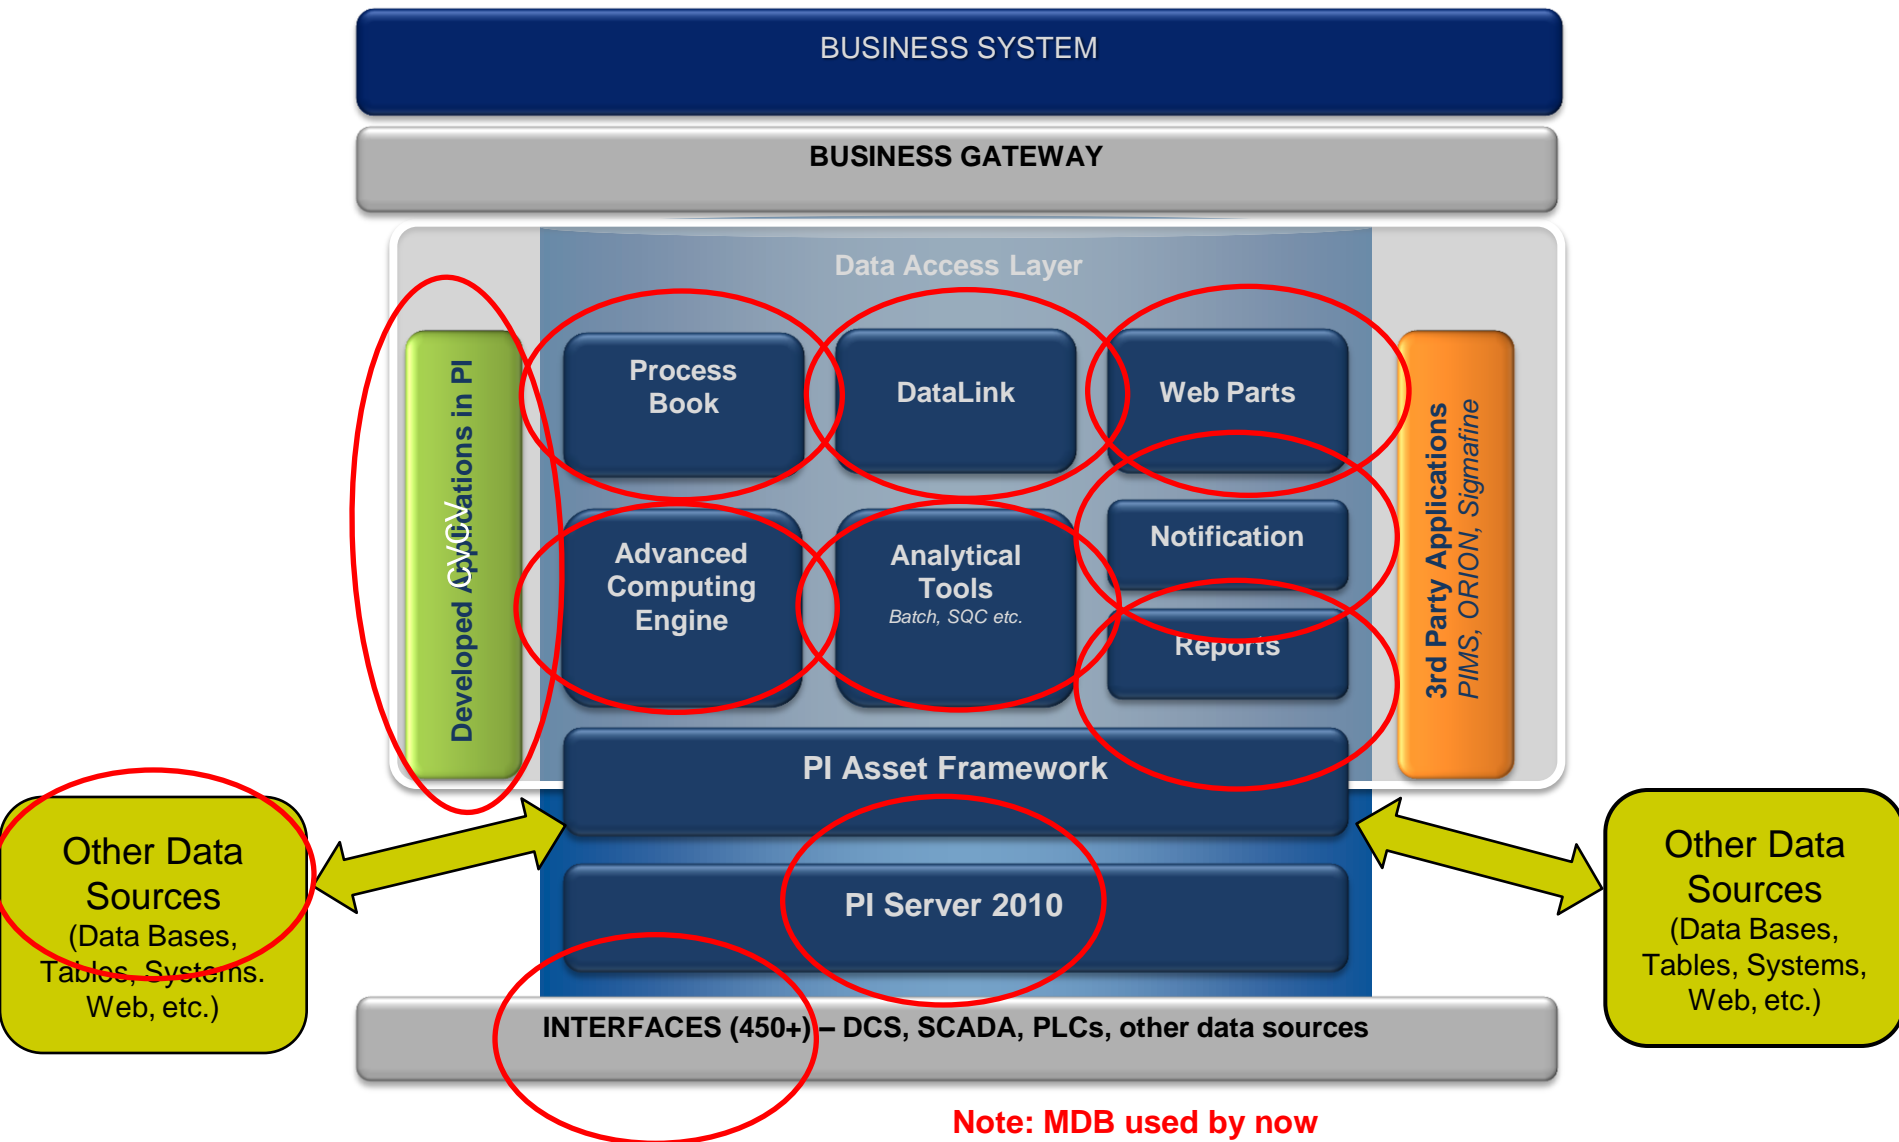 BUSINESS SYSTEM
BUSINESS GATEWAY
Data Access Layer
Developed Applications in PI
CVCV
Process
Book
DataLink
Web Parts
Advanced
Computing
Engine
Analytical
Tools
Batch, SQC etc.
Notification
Reports
3rd Party Applications
PIMS, ORION, Sigmafine
PI Asset Framework
Other Data
Sources
(Data Bases,
Tables, Systems.
Web, etc.)
PI Server 2010
Other Data
Sources
(Data Bases,
Tables, Systems,
Web, etc.)
INTERFACES (450+) – DCS, SCADA, PLCs, other data sources
Note: MDB used by now